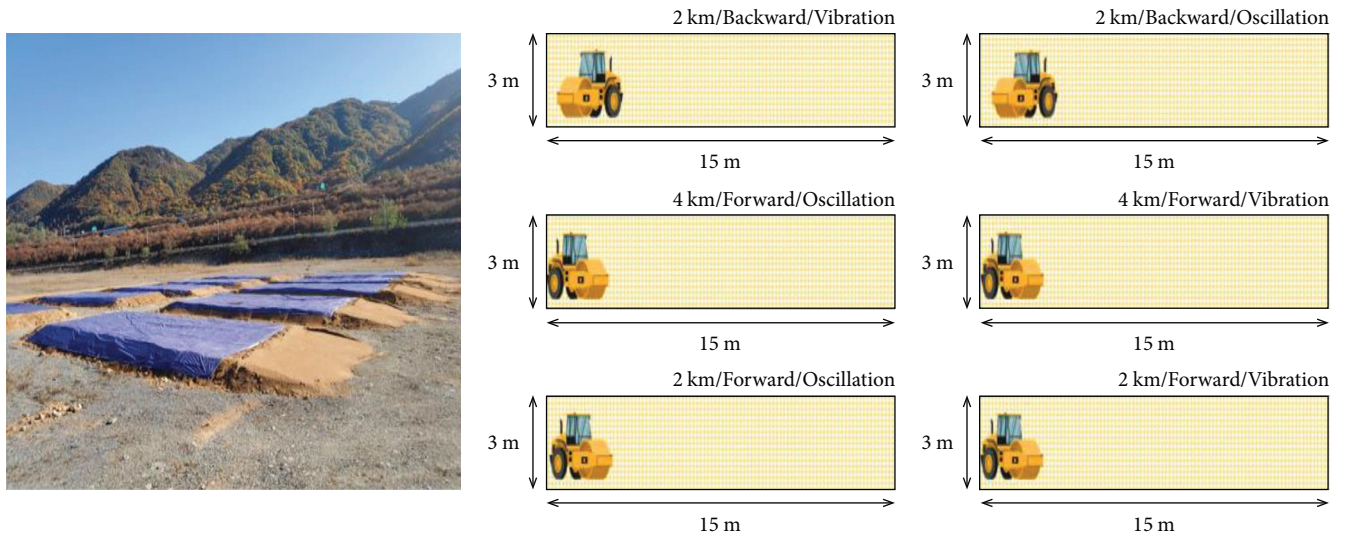 2 km/Backward/Vibration
3 m
15 m
2 km/Backward/Oscillation
3 m
15 m
4 km/Forward/Oscillation
3 m
15 m
4 km/Forward/Vibration
3 m
15 m
2 km/Forward/Oscillation
3 m
15 m
2 km/Forward/Vibration
3 m
15 m